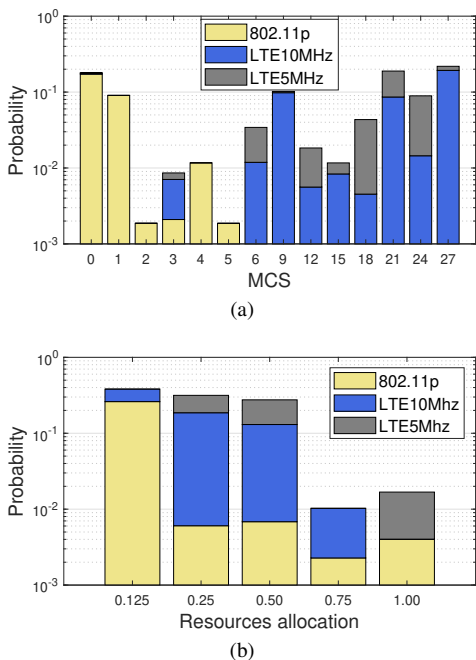 10^0
10^-1
10^-2
10^-3
Probability
802.11p
LTE10MHz
LTE5MHz
0 1 2 3 4 5 6 9 12 15 18 21 24 27
MCS
(a)
10^0
10^-1
10^-2
10^-3
Probability
802.11p
LTE10Mhz
LTE5Mhz
0.125 0.25 0.50 0.75 1.00
Resources allocation
(b)